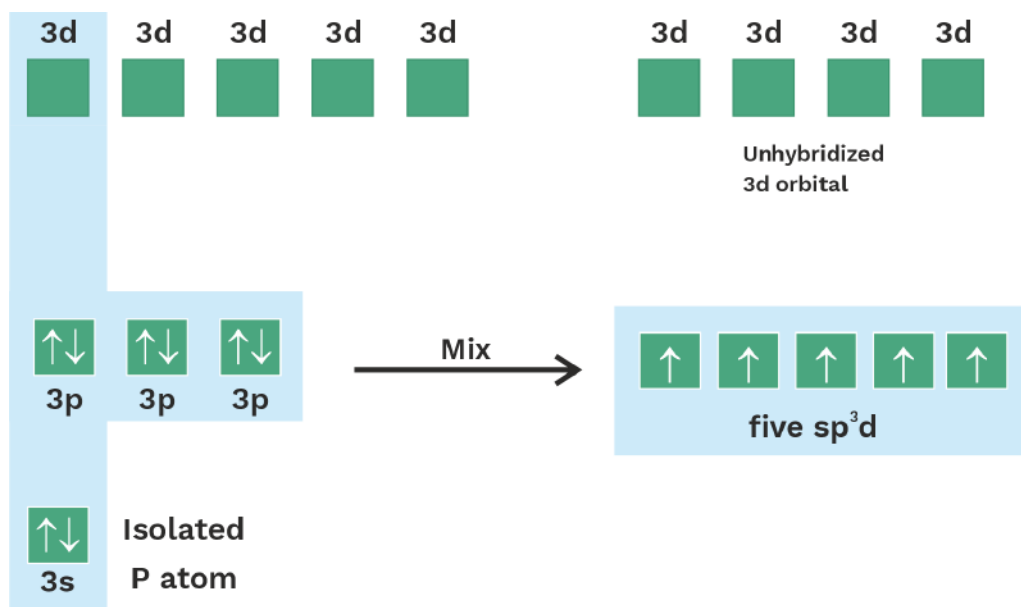 3d 3d 3d 3d 3d
3d 3d 3d 3d
Unhybridized
3d orbital
↑↓ ↑↓ ↑↓
3p 3p 3p
Mix
↑ ↑ ↑ ↑ ↑
five sp³d
↑↓
3s
Isolated
P atom